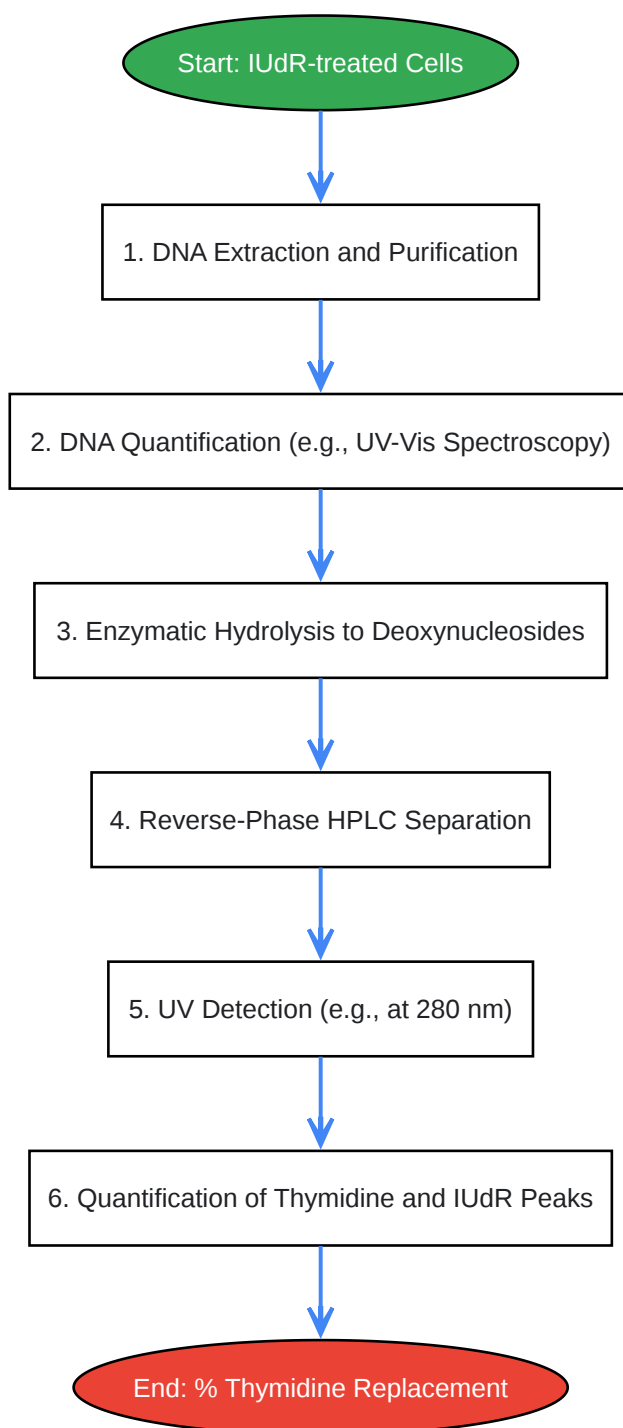 Start: IUdR-treated Cells
1. DNA Extraction and Purification
2. DNA Quantification (e.g., UV-Vis Spectroscopy)
3. Enzymatic Hydrolysis to Deoxynucleosides
4. Reverse-Phase HPLC Separation
5. UV Detection (e.g., at 280 nm)
6. Quantification of Thymidine and IUdR Peaks
End: % Thymidine Replacement